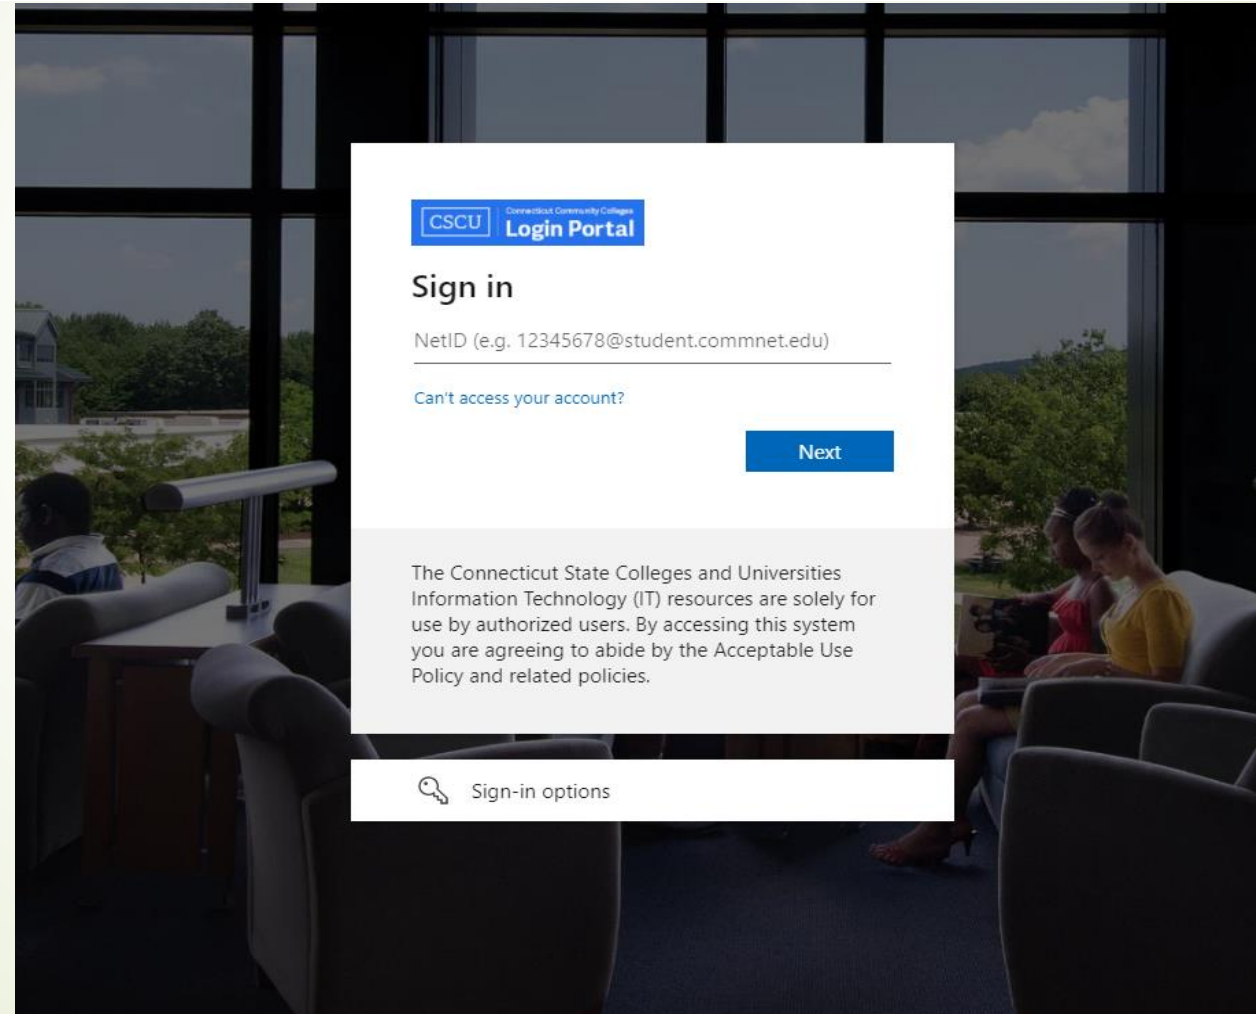 CSCU
Connecticut Community Colleges
Login Portal
Sign in
NetID (e.g. 12345678@student.commnet.edu)
Can't access your account?
Next
The Connecticut State Colleges and Universities
Information Technology (IT) resources are solely for
use by authorized users. By accessing this system
you are agreeing to abide by the Acceptable Use
Policy and related policies.
Sign-in options